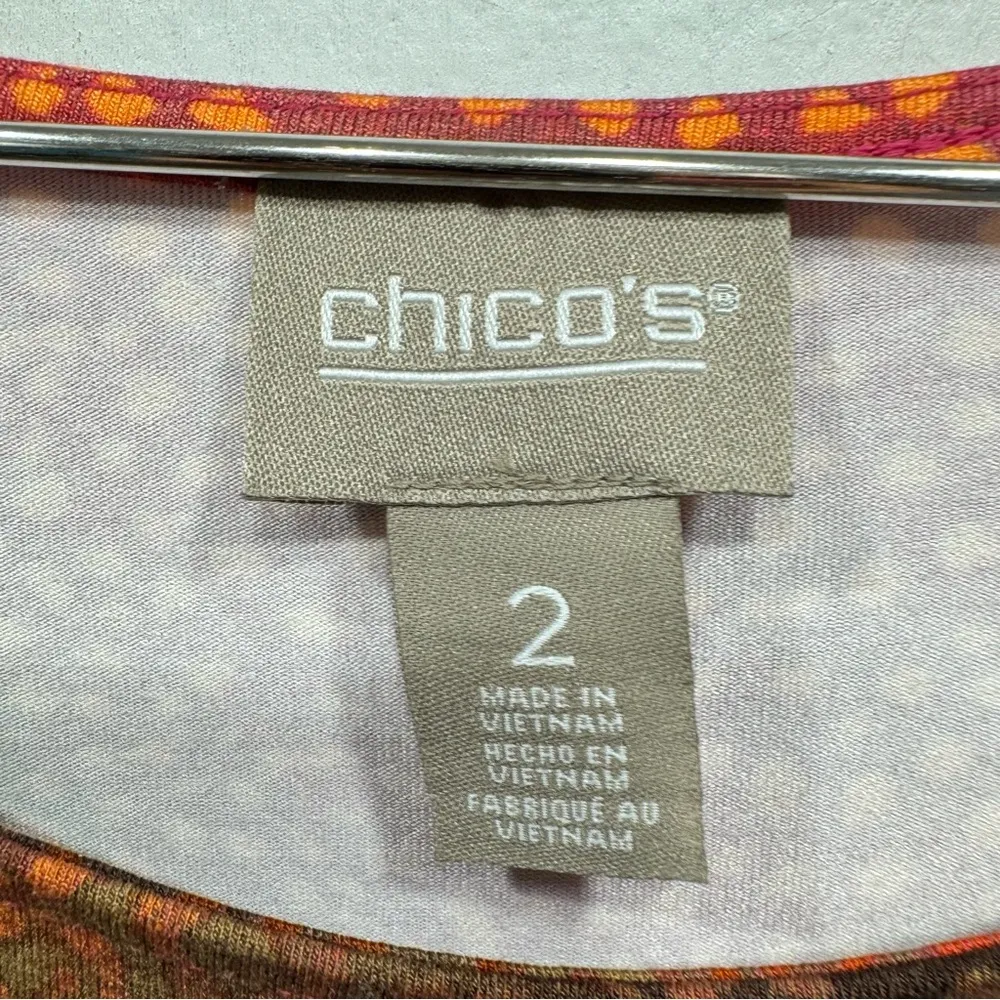 chico's®
2
MADE IN
VIETNAM
HECHO EN
VIETNAM
FABRIQUÉ AU
VIETNAM